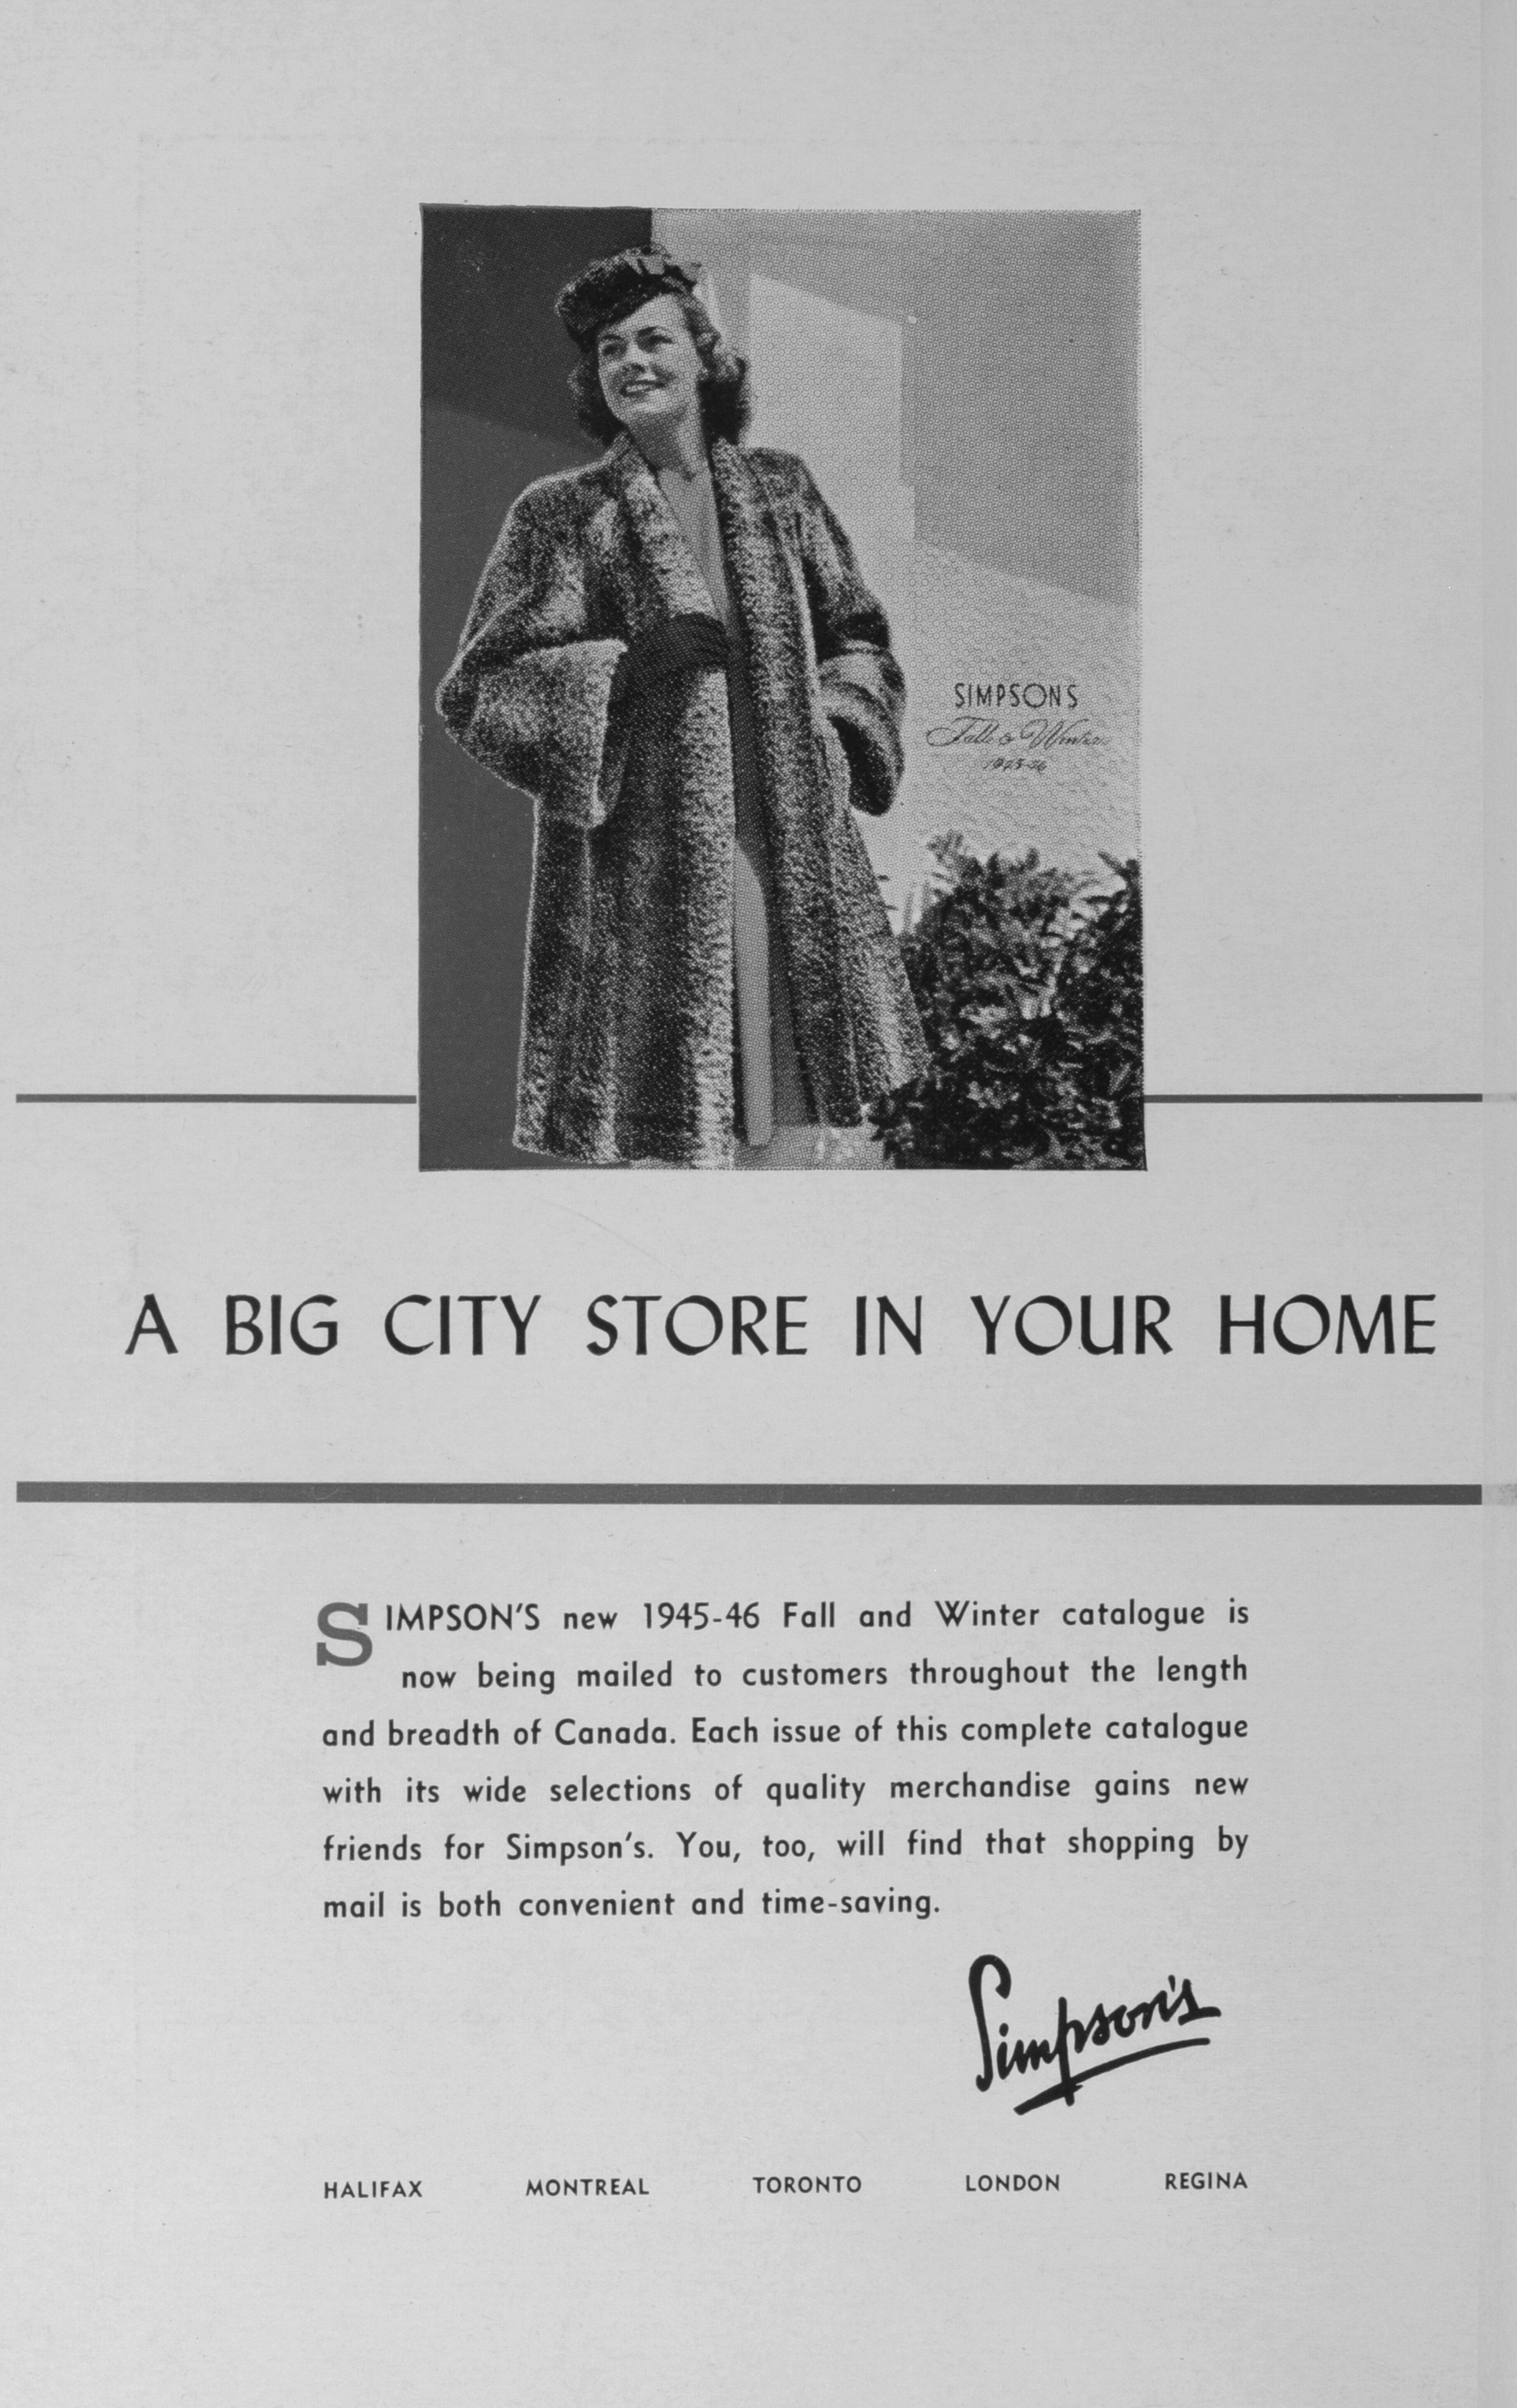 SIMPSONS
Fall & Winter
1945-46
A BIG CITY STORE IN YOUR HOME
SIMPSON'S new 1945-46 Fall and Winter catalogue is
now being mailed to customers throughout the length
and breadth of Canada. Each issue of this complete catalogue
with its wide selections of quality merchandise gains new
friends for Simpson's. You, too, will find that shopping by
mail is both convenient and time-saving.
Simpson's
HALIFAX MONTREAL TORONTO LONDON REGINA